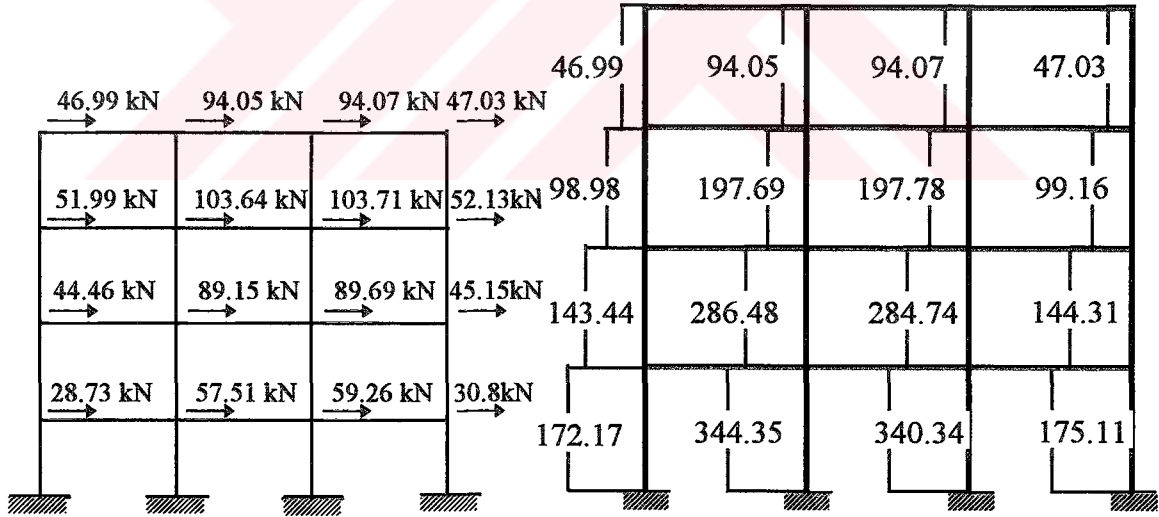 46.99 kN 94.05 kN 94.07 kN 47.03 kN
51.99 kN 103.64 kN 103.71 kN 52.13kN
44.46 kN 89.15 kN 89.69 kN 45.15kN
28.73 kN 57.51 kN 59.26 kN 30.8kN
46.99 94.05 94.07 47.03
98.98 197.69 197.78 99.16
143.44 286.48 284.74 144.31
172.17 344.35 340.34 175.11